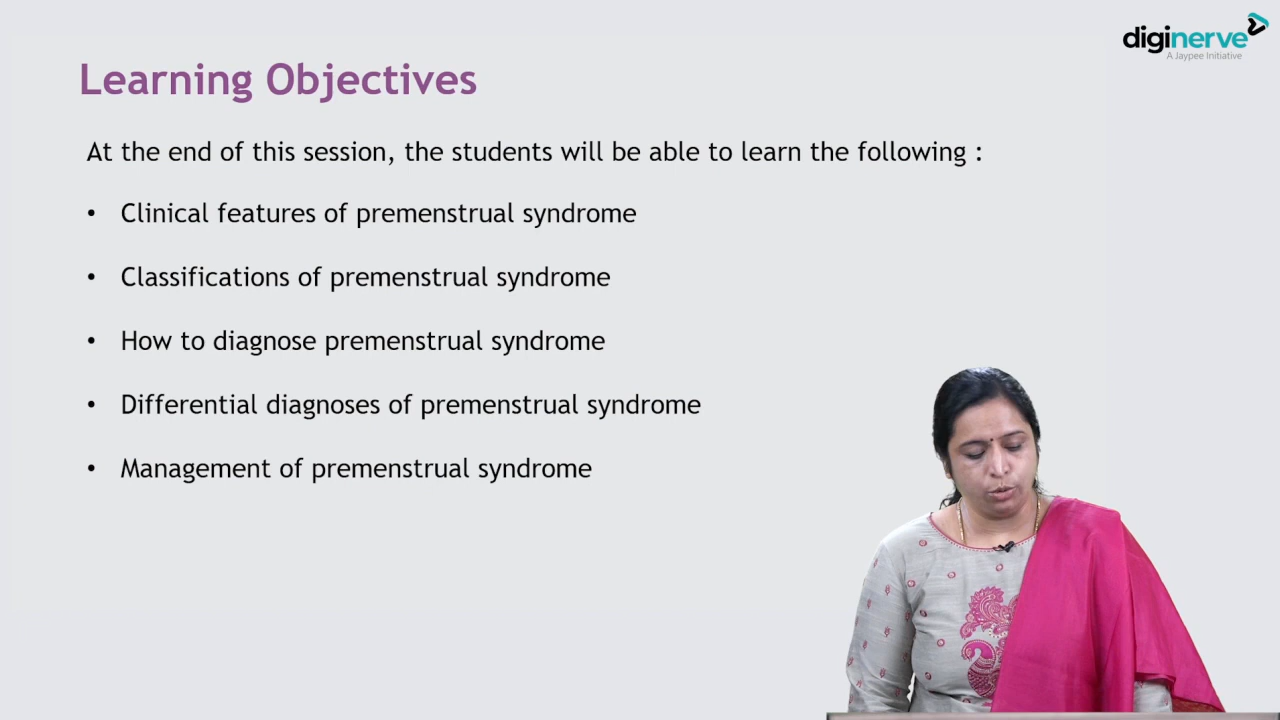 diginerve
A Jaypee Initiative
Learning Objectives
At the end of this session, the students will be able to learn the following :
• Clinical features of premenstrual syndrome
• Classifications of premenstrual syndrome
• How to diagnose premenstrual syndrome
• Differential diagnoses of premenstrual syndrome
• Management of premenstrual syndrome